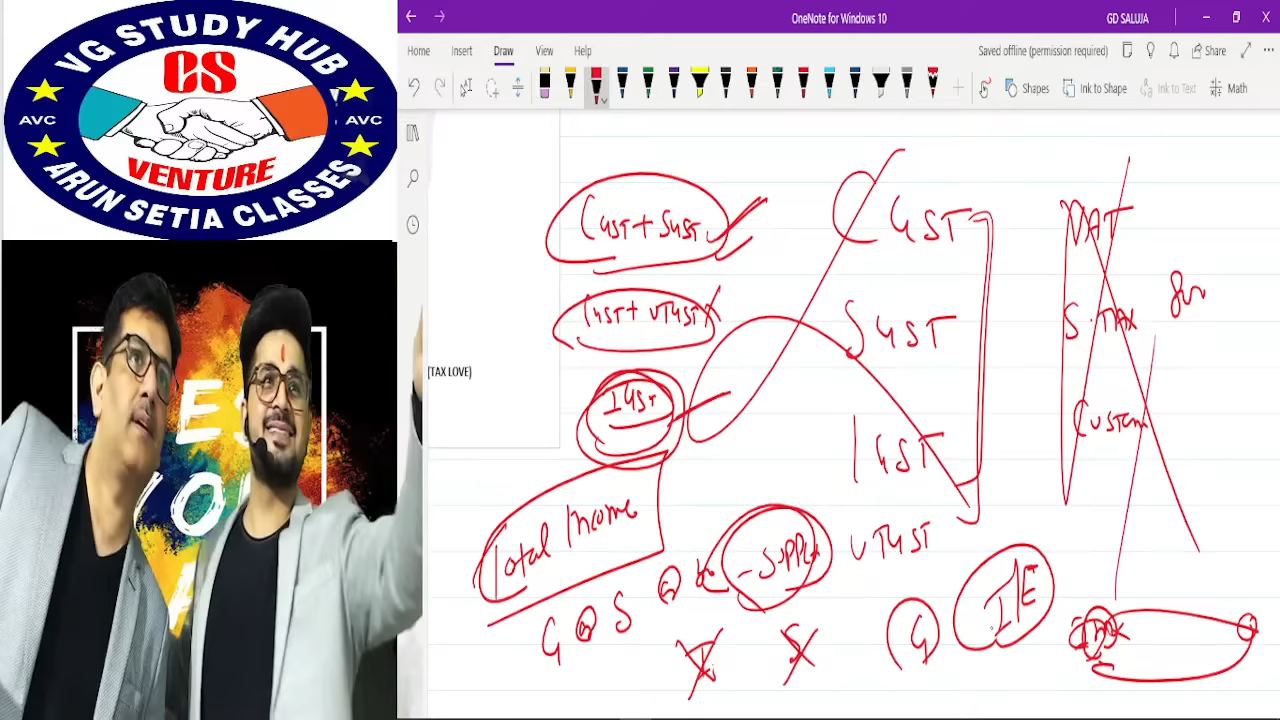 VG STUDY HUB
CS
AVC
AVC
VENTURE
ARUN SETIA CLASSES
OneNote for Windows 10
GD SALUJA
Home Insert Draw View Help
Saved offline (permission required)
Share
Shapes
Ink to Shapes
Ink to Text
Math
(TAX LOVE)
CGST + SGST
CGST + UTGST
IGST
Total Income
CGST
SGST
IGST
UTGST
VAT
S. TAX
Custom
Supply
G or S
G
I/E